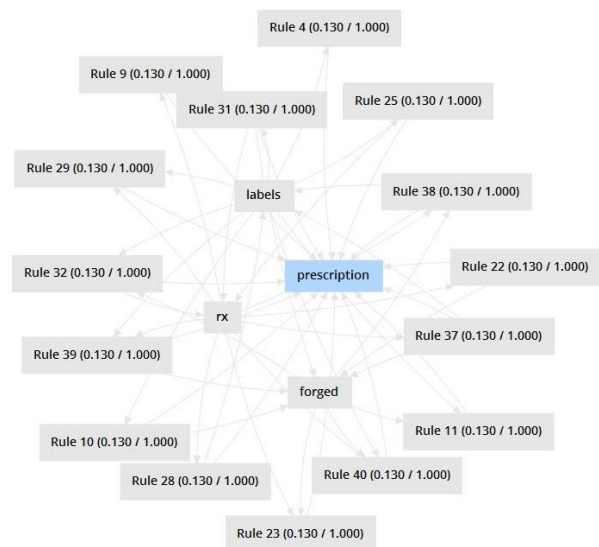 Rule 4 (0.130 / 1.000)
Rule 9 (0.130 / 1.000)
Rule 31 (0.130 / 1.000)
Rule 25 (0.130 / 1.000)
Rule 29 (0.130 / 1.000)
labels
Rule 38 (0.130 / 1.000)
Rule 32 (0.130 / 1.000)
prescription
Rule 22 (0.130 / 1.000)
rx
Rule 39 (0.130 / 1.000)
Rule 37 (0.130 / 1.000)
forged
Rule 10 (0.130 / 1.000)
Rule 11 (0.130 / 1.000)
Rule 28 (0.130 / 1.000)
Rule 40 (0.130 / 1.000)
Rule 23 (0.130 / 1.000)